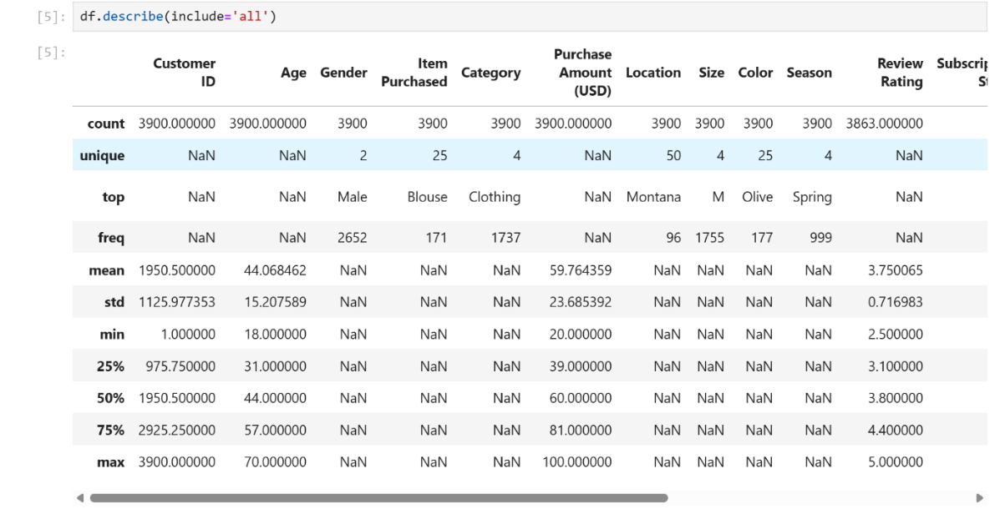 [5]: df.describe(include='all')
[5]:
Customer ID Age Gender Item Purchased Category Purchase Amount (USD) Location Size Color Season Review Rating
count 3900.000000 3900.000000 3900 3900 3900 3900.000000 3900 3900 3900 3900 3863.000000
unique NaN NaN 2 25 4 NaN 50 4 25 4 NaN
top NaN NaN Male Blouse Clothing NaN Montana M Olive Spring NaN
freq NaN NaN 2652 171 1737 NaN 96 1755 177 999 NaN
mean 1950.500000 44.068462 NaN NaN NaN 59.764359 NaN NaN NaN NaN 3.750065
std 1125.977353 15.207589 NaN NaN NaN 23.685392 NaN NaN NaN NaN 0.716983
min 1.000000 18.000000 NaN NaN NaN 20.000000 NaN NaN NaN NaN 2.500000
25% 975.750000 31.000000 NaN NaN NaN 39.000000 NaN NaN NaN NaN 3.100000
50% 1950.500000 44.000000 NaN NaN NaN 60.000000 NaN NaN NaN NaN 3.800000
75% 2925.250000 57.000000 NaN NaN NaN 81.000000 NaN NaN NaN NaN 4.400000
max 3900.000000 70.000000 NaN NaN NaN 100.000000 NaN NaN NaN NaN 5.000000